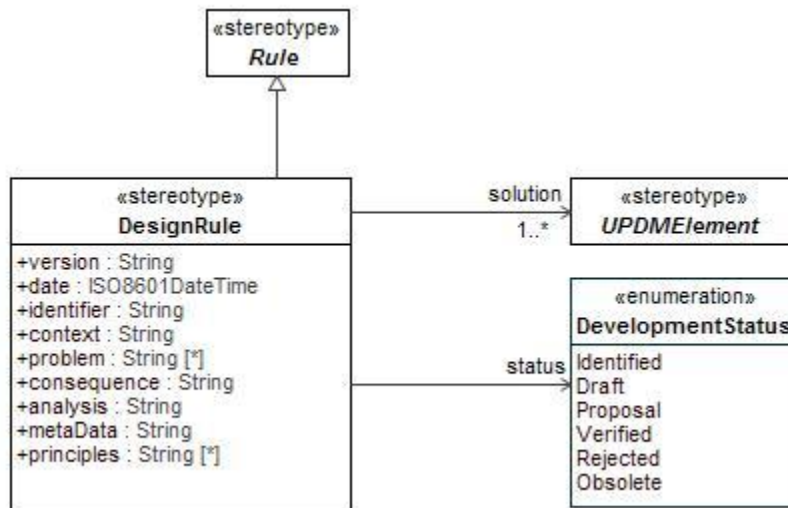 «stereotype»
Rule
«stereotype»
DesignRule
+version : String
+date : ISO8601DateTime
+identifier : String
+context : String
+problem : String [*]
+consequence : String
+analysis : String
+metaData : String
+principles : String [*]
solution
1..*
«stereotype»
UPDMElement
status
«enumeration»
DevelopmentStatus
Identified
Draft
Proposal
Verified
Rejected
Obsolete